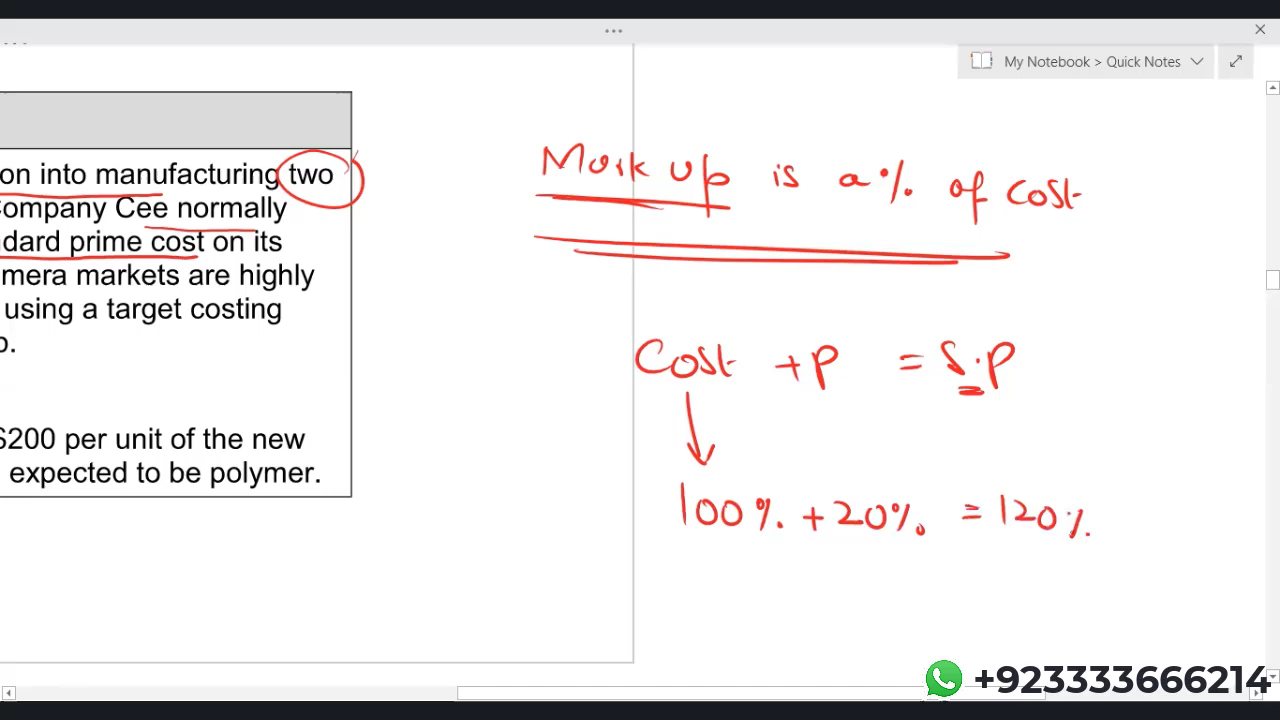 My Notebook > Quick Notes
on into manufacturing two
Company Cee normally
ndard prime cost on its
mera markets are highly
using a target costing
p.
$200 per unit of the new
expected to be polymer.
Mark up is a % of cost
Cost + P = S.P
100% + 20% = 120%
+923333666214